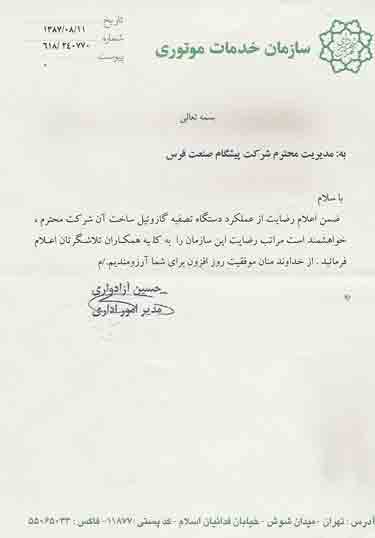 سازمان خدمات موتوری
تاریخ ۱۳۸۷/۰۸/۱۱
شماره ۶۱۸/۲۴۰۷۷۰
پیوست
بسمه تعالی
به: مدیریت محترم شرکت پیشگام صنعت فرس
با سلام
ضمن اعلام رضایت از عملکرد دستگاه تصفیه گازوئیل ساخت آن شرکت محترم ،
خواهشمند است مراتب رضایت این سازمان را به کلیه همکاران تلاشگرتان اعلام
فرمائید . از خداوند منان موفقیت روز افزون برای شما آرزومندیم./م
حسین آزادواری
مدیر امور اداری
آدرس : تهران - میدان شوش - خیابان فدائیان اسلام - کد پستی :۱۱۸۷۷- فاکس : ۵۵۰۶۵۰۳۳